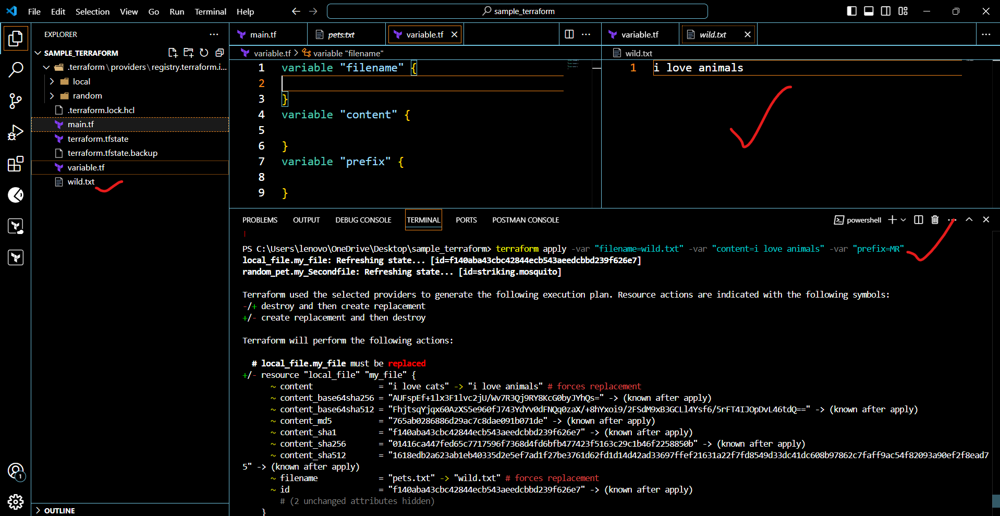 File Edit Selection View Go Run Terminal Help
sample_terraform
EXPLORER
SAMPLE_TERRAFORM
.terraform\providers\registry.terraform.i...
local
random
.terraform.lock.hcl
main.tf
terraform.tfstate
terraform.tfstate.backup
variable.tf
wild.txt
1
OUTLINE
main.tf pets.txt variable.tf
variable.tf > variable "filename"
1 variable "filename" {
2
3 }
4 variable "content" {
5
6 }
7 variable "prefix" {
8
9 }
variable.tf wild.txt
wild.txt
1 i love animals
PROBLEMS OUTPUT DEBUG CONSOLE TERMINAL PORTS POSTMAN CONSOLE
powershell
PS C:\Users\lenovo\OneDrive\Desktop\sample_terraform> terraform apply -var "filename=wild.txt" -var "content=i love animals" -var "prefix=MR"
local_file.my_file: Refreshing state... [id=f140aba43cbc42844ecb543aeedcbbd239f626e7]
random_pet.my_Secondfile: Refreshing state... [id=striking.mosquito]
Terraform used the selected providers to generate the following execution plan. Resource actions are indicated with the following symbols:
-/+ destroy and then create replacement
+/- create replacement and then destroy
Terraform will perform the following actions:
# local_file.my_file must be replaced
+/- resource "local_file" "my_file" {
~ content = "i love cats" -> "i love animals" # forces replacement
~ content_base64sha256 = "AUFspEf+1lx3F1lvc2jU/Wv7R3Qj9RY8KcG0byJYhQs=" -> (known after apply)
~ content_base64sha512 = "FhjtsqYjqx60AzXS5e960fJ743YdYv0dFNQq0zaX/+8hYxoi9/2FSdM9xB3GCLl4Ysf6/5rFT4IJOpDvL46tdQ==" -> (known after apply)
~ content_md5 = "765ab0286886d29ac7c8dae091b071de" -> (known after apply)
~ content_sha1 = "f140aba43cbc42844ecb543aeedcbbd239f626e7" -> (known after apply)
~ content_sha256 = "01416ca447fed65c7717596f7368d4fd6bfb477423f5163c29c1b46f2258850b" -> (known after apply)
~ content_sha512 = "1618edb2a623ab1eb40335d2e5ef7ad1f27be3761d62fd1d14d42ad33697ffef21631a22f7fd8549d33dc41dc608b97862c7faff9ac54f82093a90ef2f8ead7
5" -> (known after apply)
~ filename = "pets.txt" -> "wild.txt" # forces replacement
~ id = "f140aba43cbc42844ecb543aeedcbbd239f626e7" -> (known after apply)
# (2 unchanged attributes hidden)
}